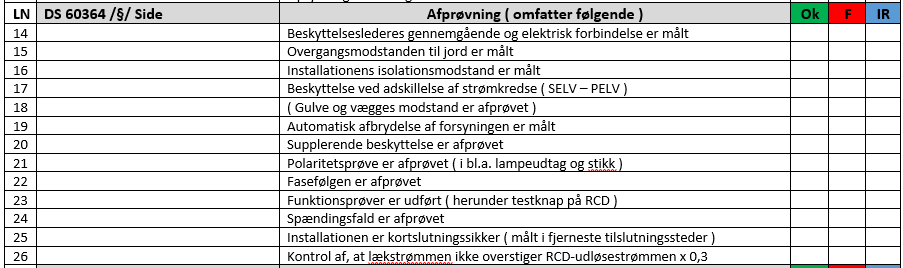 LN DS 60364 /§/ Side Afprøvning ( omfatter følgende ) Ok F IR
14 Beskyttelseslederes gennemgående og elektrisk forbindelse er målt
15 Overgangsmodstanden til jord er målt
16 Installationens isolationsmodstand er målt
17 Beskyttelse ved adskillelse af strømkredse ( SELV – PELV )
18 ( Gulve og vægges modstand er afprøvet )
19 Automatisk afbrydelse af forsyningen er målt
20 Supplerende beskyttelse er afprøvet
21 Polaritetsprøve er afprøvet ( i bl.a. lampeudtag og stikk )
22 Fasefølgen er afprøvet
23 Funktionsprøver er udført ( herunder testknap på RCD )
24 Spændingsfald er afprøvet
25 Installationen er kortslutningssikker ( målt i fjerneste tilslutningssteder )
26 Kontrol af, at lækstrømmen ikke overstiger RCD-udløsestrømmen x 0,3